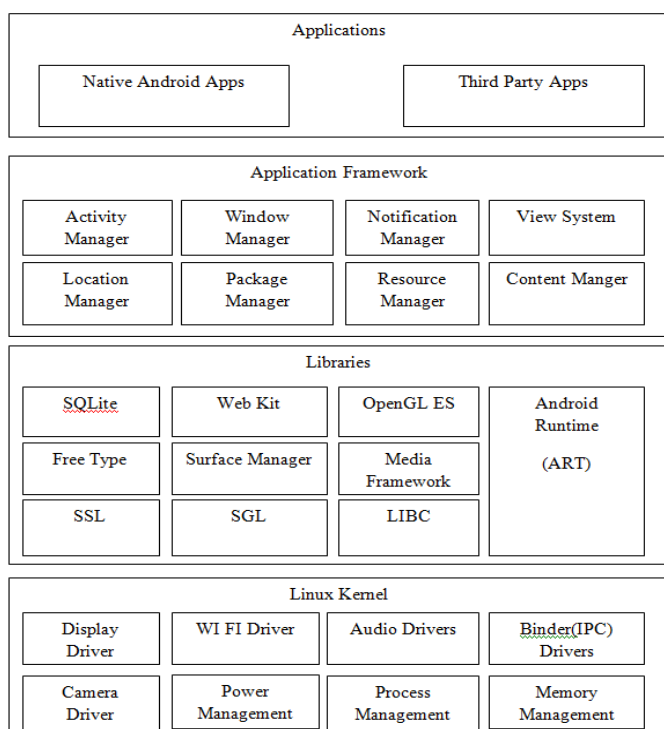 Applications
Native Android Apps
Third Party Apps
Application Framework
Activity
Manager
Window
Manager
Notification
Manager
View System
Location
Manager
Package
Manager
Resource
Manager
Content Manger
Libraries
SQLite
Web Kit
OpenGL ES
Android
Runtime
(ART)
Free Type
Surface Manager
Media
Framework
SSL
SGL
LIBC
Linux Kernel
Display
Driver
WI FI Driver
Audio Drivers
Binder(IPC)
Drivers
Camera
Driver
Power
Management
Process
Management
Memory
Management